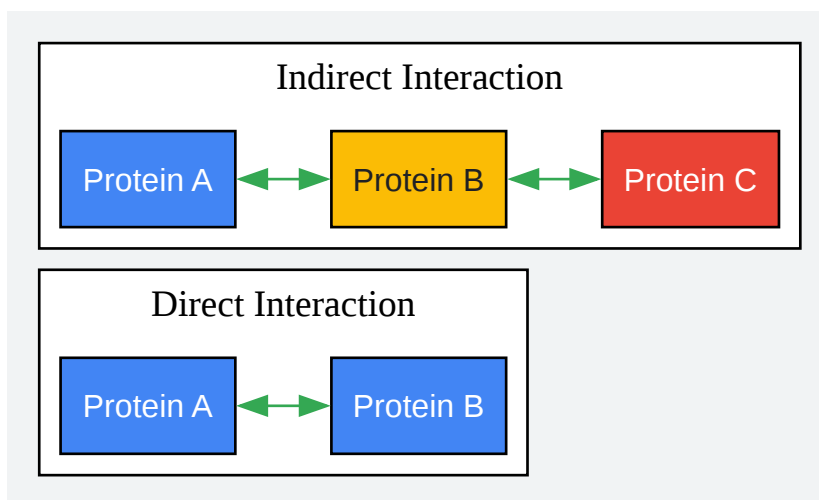 Indirect Interaction
Protein A
Protein B
Protein C
Direct Interaction
Protein A
Protein B